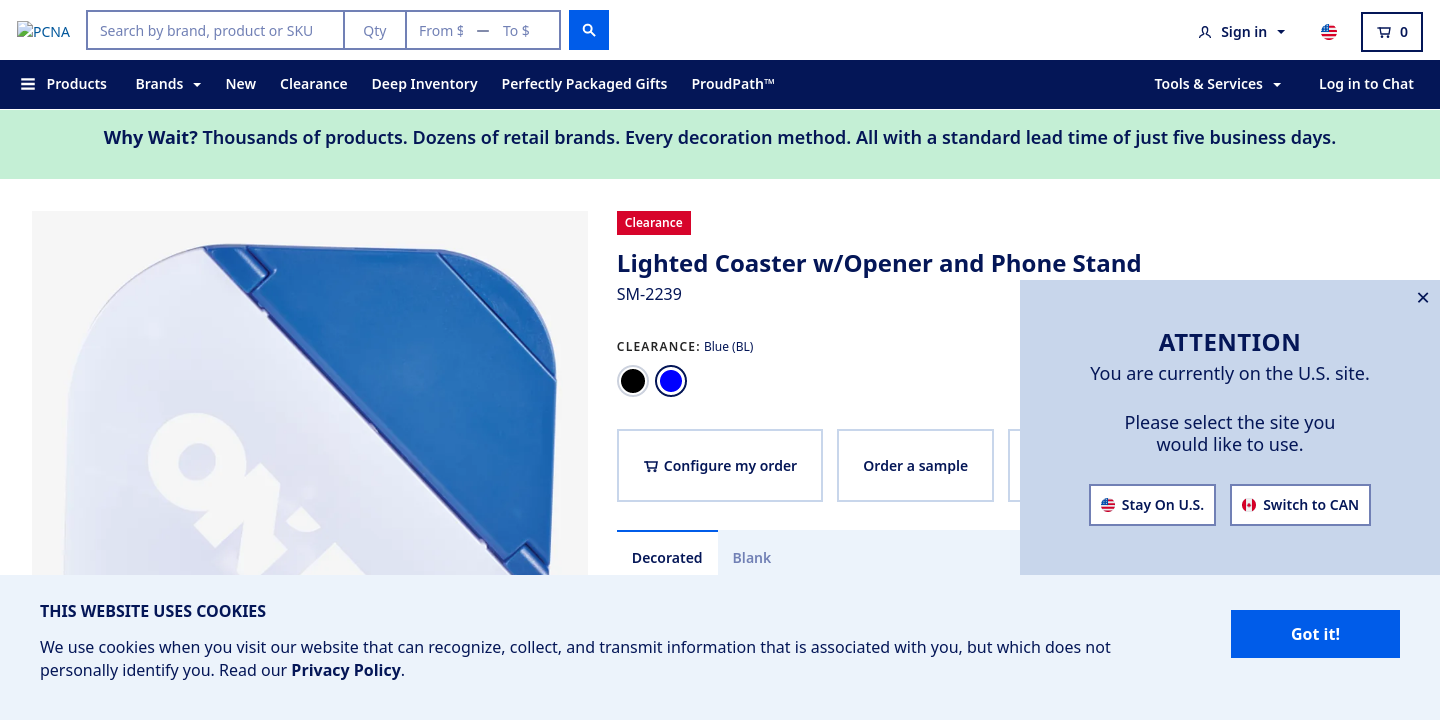 PCNA
Search by brand, product or SKU
Qty
From $ — To $
Sign in
0
Products
Brands
New
Clearance
Deep Inventory
Perfectly Packaged Gifts
ProudPath™
Tools & Services
Log in to Chat
Why Wait? Thousands of products. Dozens of retail brands. Every decoration method. All with a standard lead time of just five business days.
Clearance
Lighted Coaster w/Opener and Phone Stand
SM-2239
CLEARANCE: Blue (BL)
Configure my order
Order a sample
Decorated
Blank
ATTENTION
You are currently on the U.S. site.
Please select the site you
would like to use.
Stay On U.S.
Switch to CAN
THIS WEBSITE USES COOKIES
We use cookies when you visit our website that can recognize, collect, and transmit information that is associated with you, but which does not
personally identify you. Read our Privacy Policy.
Got it!